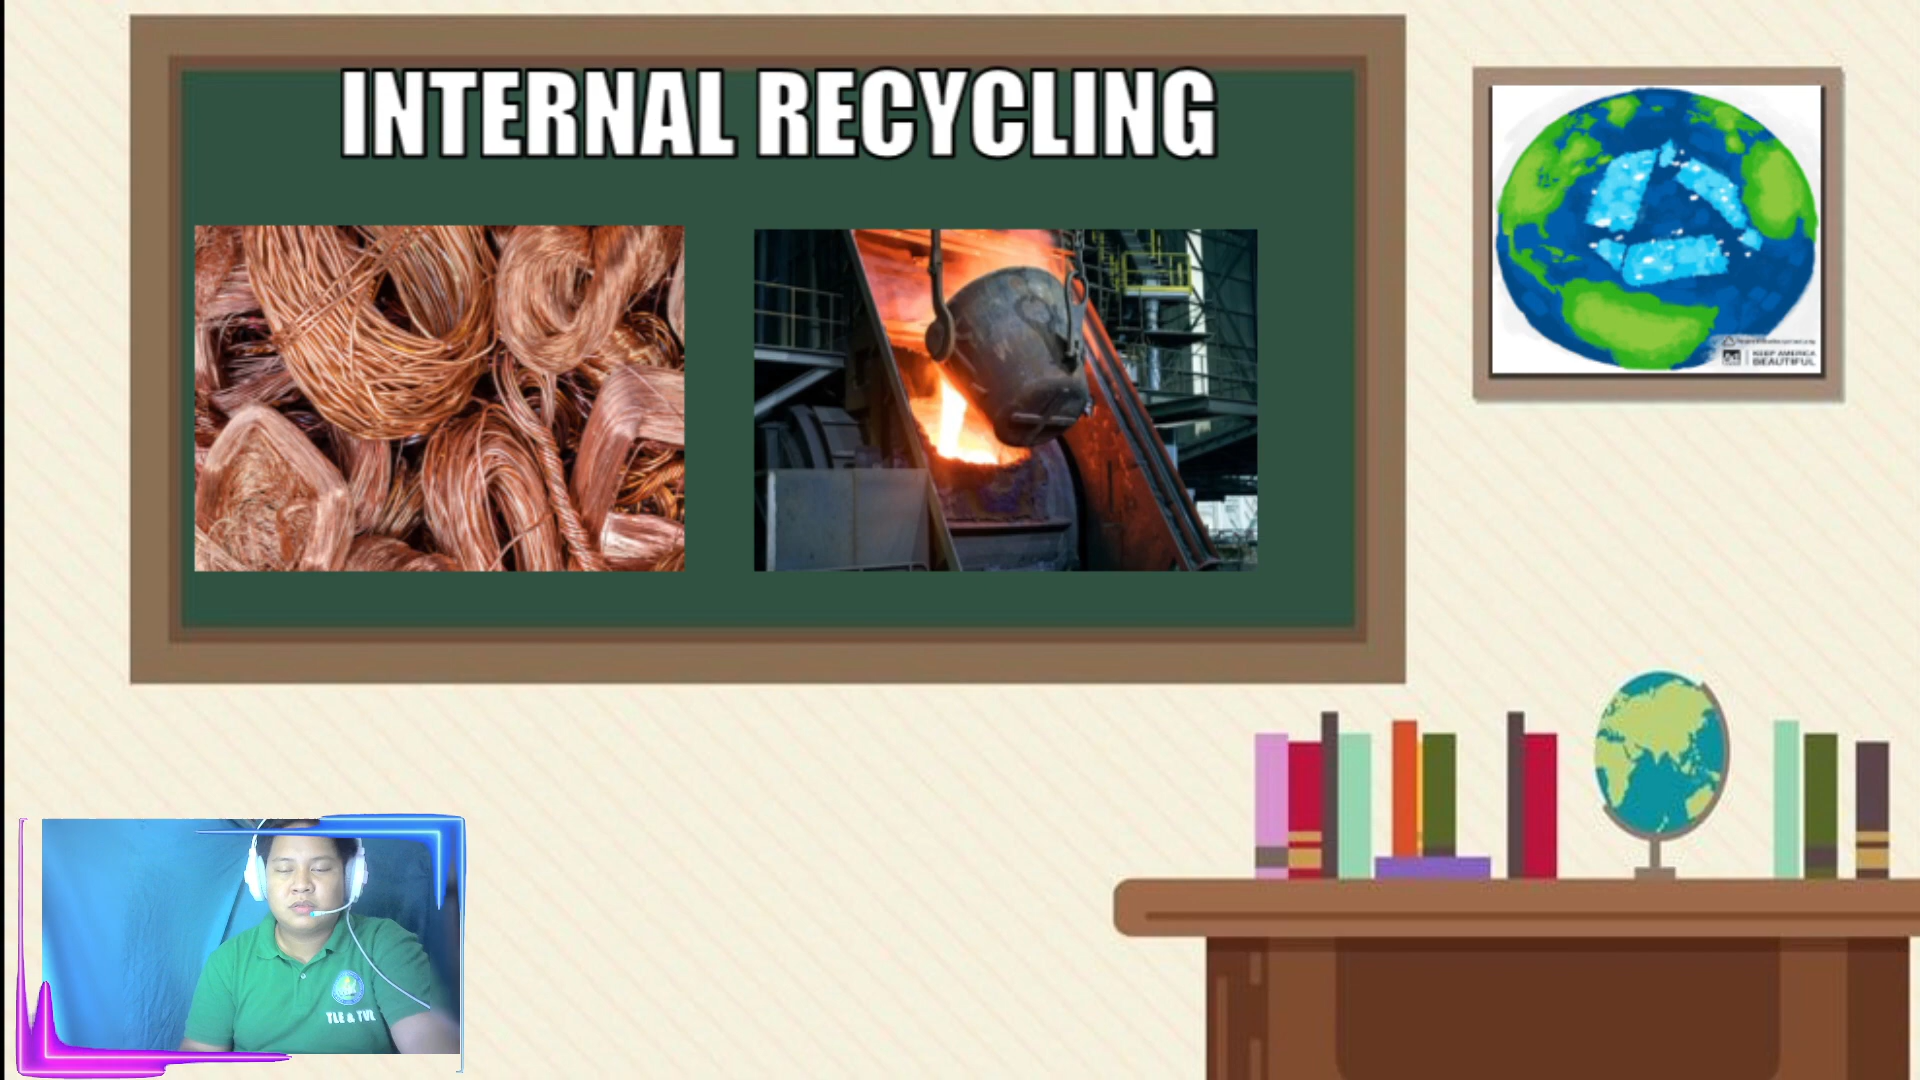 INTERNAL RECYCLING
KEEP AMERICA
BEAUTIFUL
TLE & TVL